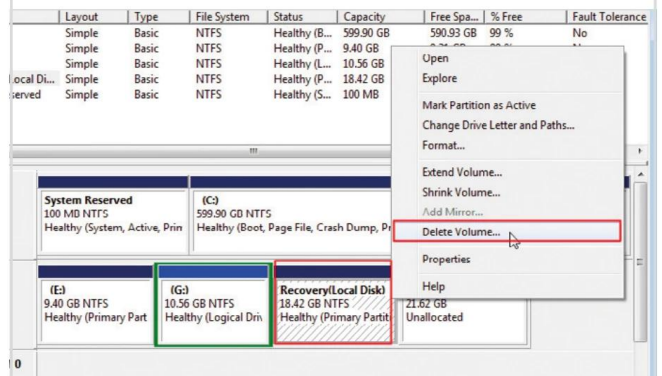 Layout Type File System Status Capacity Free Spa... % Free Fault Tolerance
Simple Basic NTFS Healthy (B... 599.90 GB 590.93 GB 99 % No
Simple Basic NTFS Healthy (P... 9.40 GB
Simple Basic NTFS Healthy (L... 10.56 GB
Local Di... Simple Basic NTFS Healthy (P... 18.42 GB
served Simple Basic NTFS Healthy (S... 100 MB
Open
Explore
Mark Partition as Active
Change Drive Letter and Paths...
Format...
Extend Volume...
Shrink Volume...
Add Mirror...
Delete Volume...
Properties
Help
System Reserved
100 MB NTFS
Healthy (System, Active, Prin
(C:)
599.90 GB NTFS
Healthy (Boot, Page File, Crash Dump, Pr
(E:)
9.40 GB NTFS
Healthy (Primary Part
(G:)
10.56 GB NTFS
Healthy (Logical Driv
Recovery(Local Disk)
18.42 GB NTFS
Healthy (Primary Partiti
21.62 GB
Unallocated
0